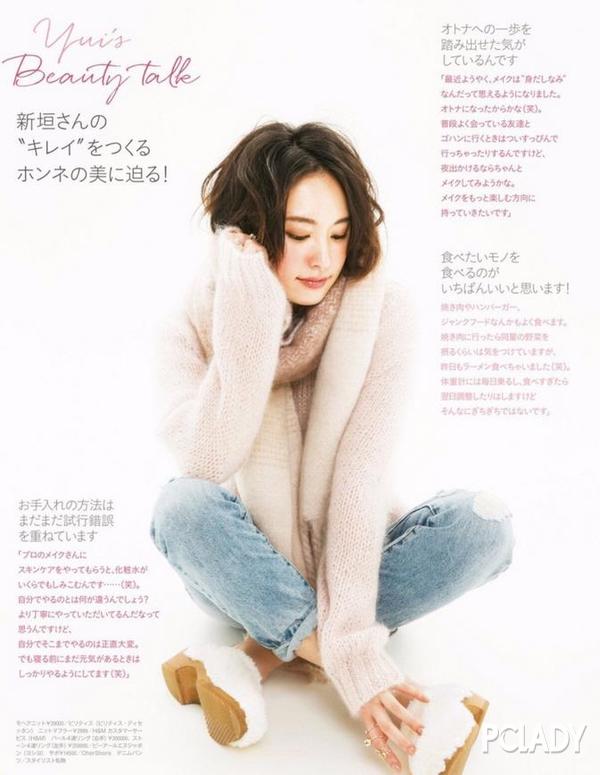 Yui's
Beauty talk
新垣さんの
“キレイ”をつくる
ホンネの美に迫る！
オトナへの一歩を
踏み出せた気が
しているんです
「最近ようやく、メイクは“身だしなみ”
なんだって思えるようになりました。
オトナになったからかな（笑）。
普段よく会っている友達と
ゴハンに行くときはついすっぴんで
行っちゃったりするんですけど、
夜出かけるならちゃんと
メイクしてみようかな。
メイクをもっと楽しむ方向に
持っていきたいです」
食べたいモノを
食べるのが
いちばんいいと思います！
焼き肉やハンバーガー、
ジャンクフードなんかもよく食べます。
焼き肉に行ったら同量の野菜を
摂るくらいは気をつけていますが、
昨日もラーメン食べちゃいました（笑）。
体重計には毎日乗るし、食べすぎたら
翌日調整したりはしますけど
そんなにぎちぎちではないです」
お手入れの方法は
まだまだ試行錯誤
を重ねています
「プロのメイクさんに
スキンケアをやってもらうと、化粧水が
いくらでもしみこむんです……（笑）。
自分でやるのとは何が違うんでしょう？
より丁寧にやっていただいてるんだなって
思うんですけど、
自分でそこまでやるのは正直大変。
でも寝る前にまだ元気があるときは
しっかりやるようにしてます（笑）」
モヘアニット
ニットマフラー
パンツ／スタイリスト私物
PCLADY